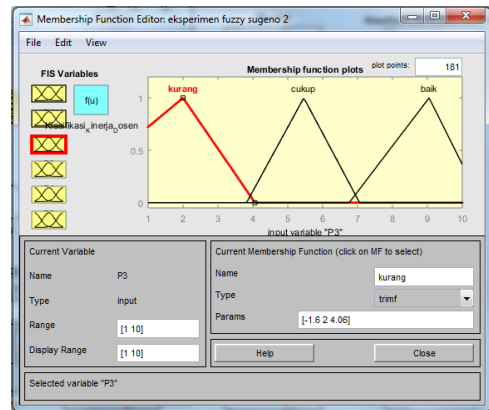 Membership Function Editor: eksperimen fuzzy sugeno 2
File Edit View
FIS Variables
f(u)
Klasifikasi_Kinerja_Dosen
Membership function plots
plot points:
181
kurang
cukup
baik
1
0.5
0
1 2 3 4 5 6 7 8 9 10
input variable "P3"
Current Variable
Name P3
Type input
Range [1 10]
Display Range [1 10]
Current Membership Function (click on MF to select)
Name kurang
Type trimf
Params [-1.6 2 4.06]
Help Close
Selected variable "P3"